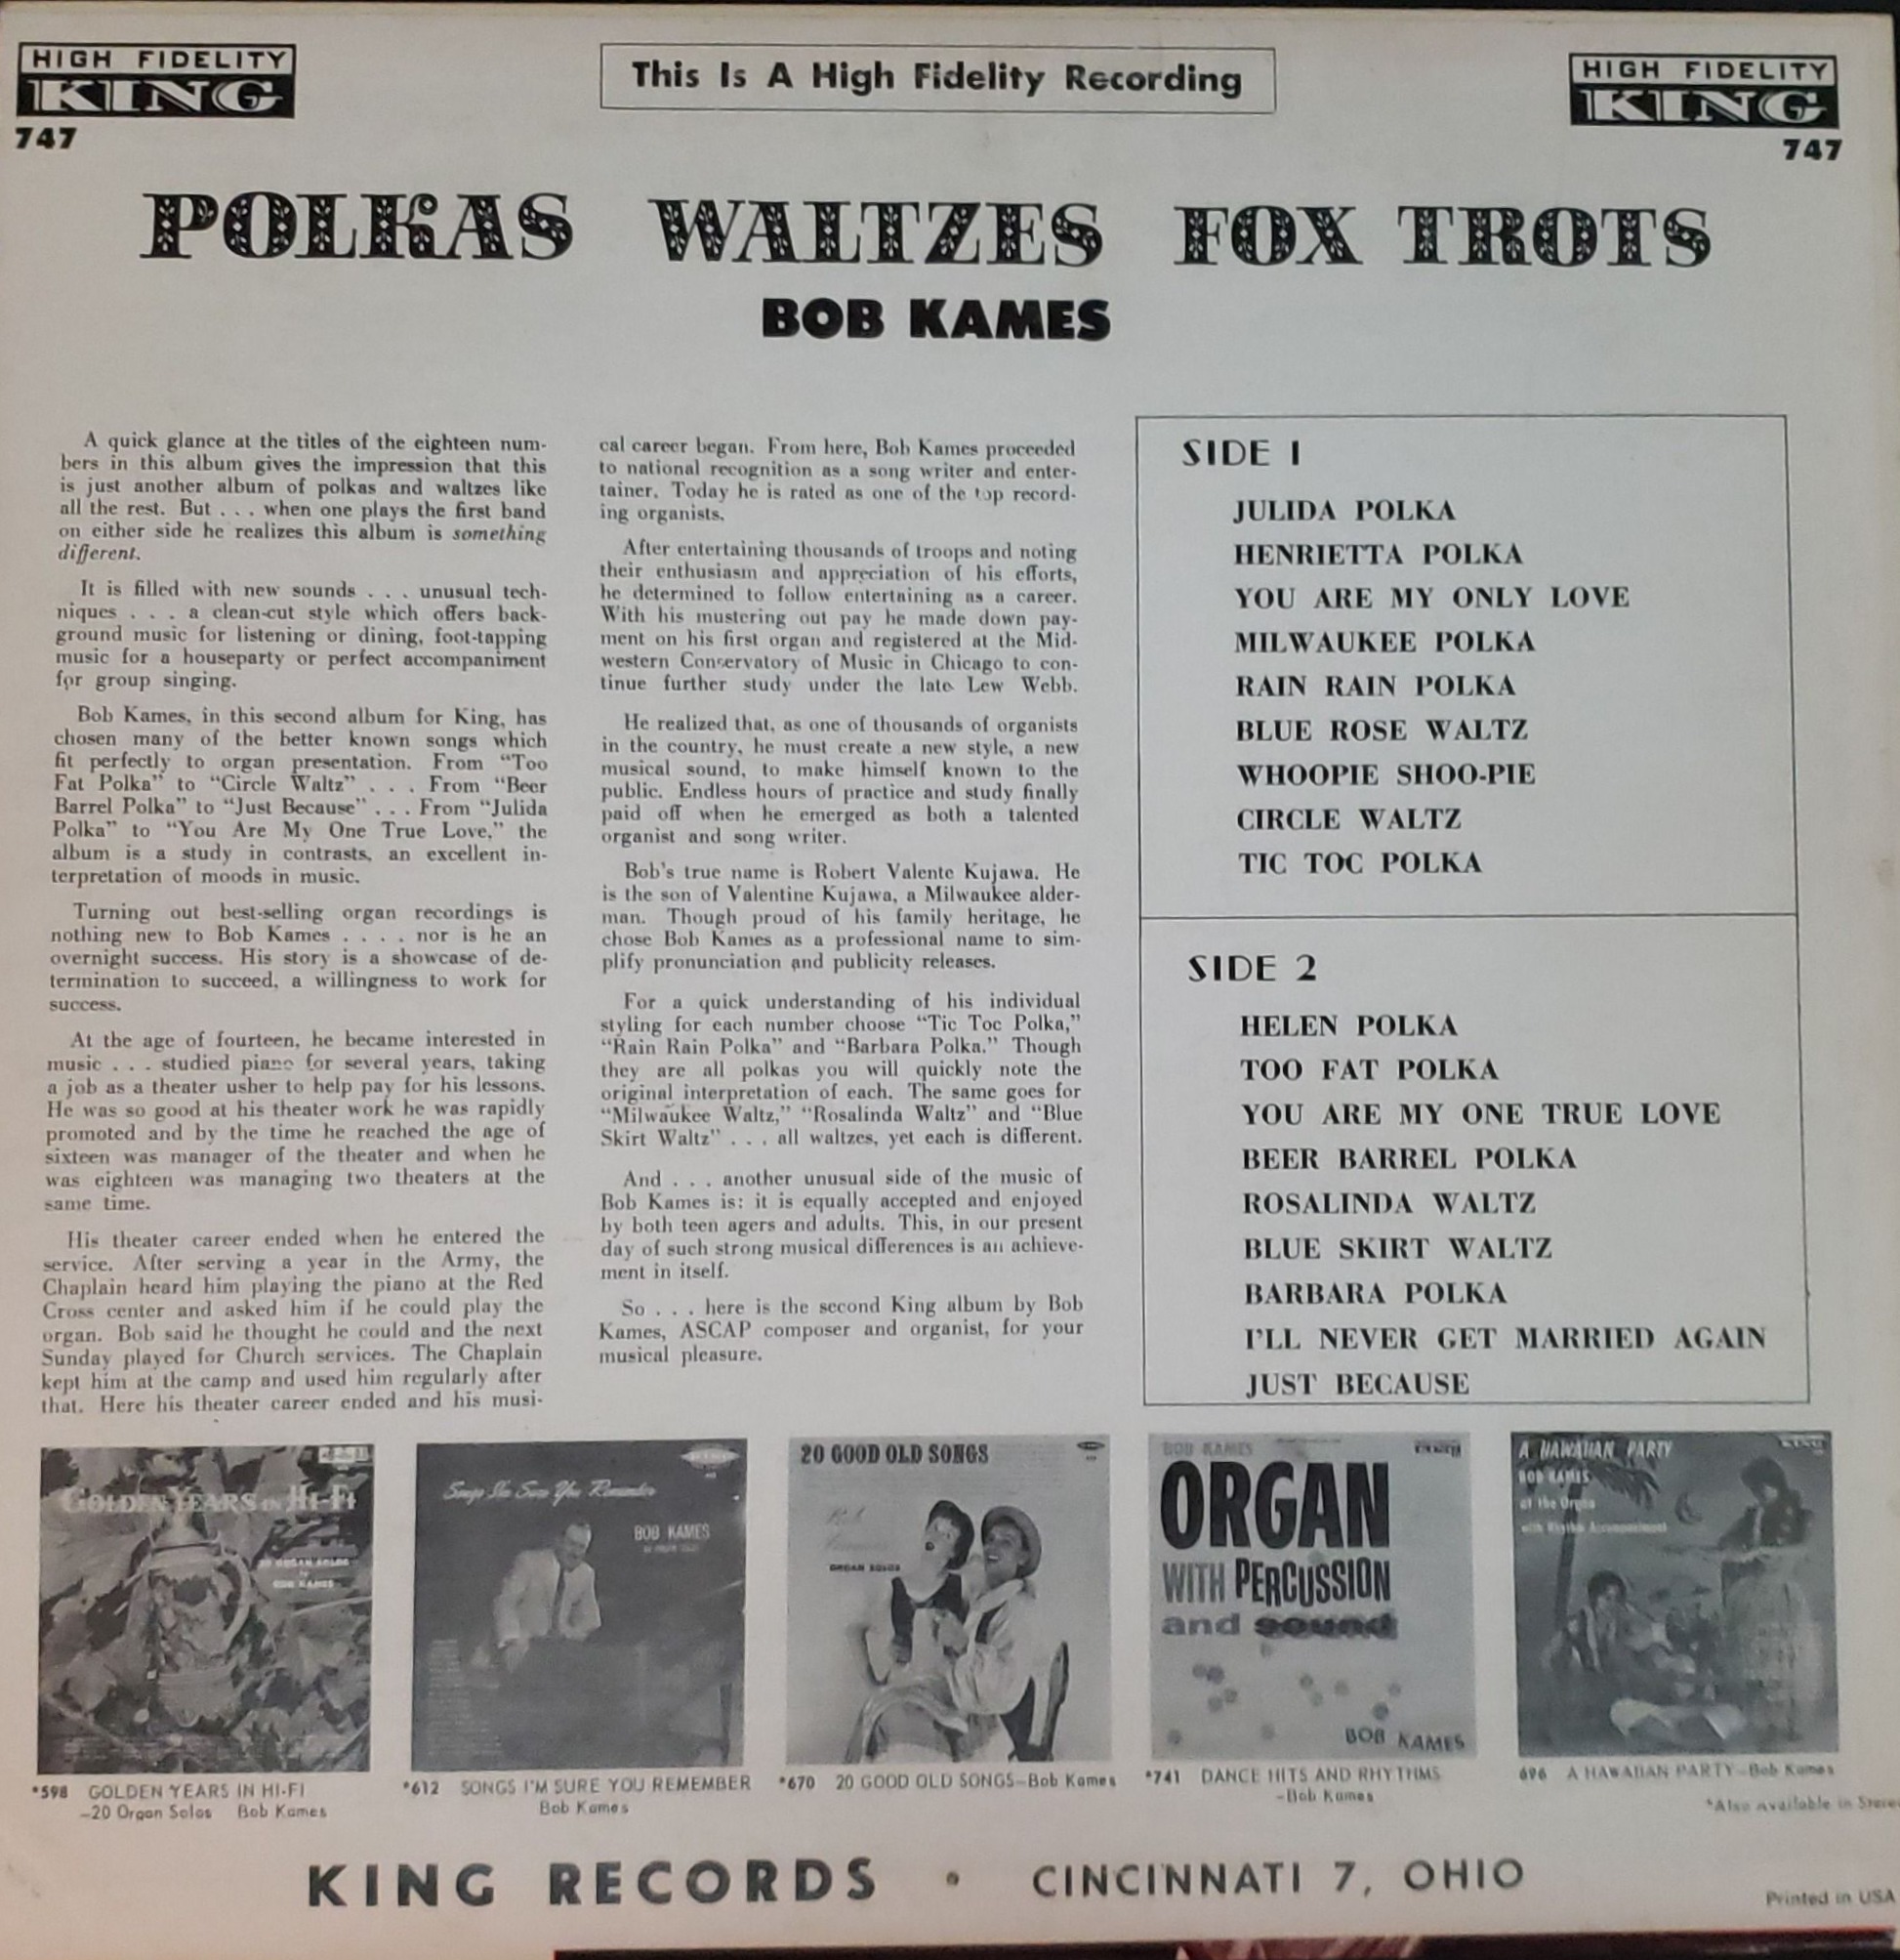 HIGH FIDELITY
KING
747
This Is A High Fidelity Recording
HIGH FIDELITY
KING
747
POLKAS WALTZES FOX TROTS
BOB KAMES
A quick glance at the titles of the eighteen num-
bers in this album gives the impression that this
is just another album of polkas and waltzes like
all the rest. But . . . when one plays the first band
on either side he realizes this album is something
different.
It is filled with new sounds . . . unusual tech-
niques . . . a clean-cut style which offers back-
ground music for listening or dining, foot-tapping
music for a houseparty or perfect accompaniment
for group singing.
Bob Kames, in this second album for King, has
chosen many of the better known songs which
fit perfectly to organ presentation. From "Too
Fat Polka" to "Circle Waltz" . . . From "Beer
Barrel Polka" to "Just Because" . . . From "Julida
Polka" to "You Are My One True Love," the
album is a study in contrasts, an excellent in-
terpretation of moods in music.
Turning out best-selling organ recordings is
nothing new to Bob Kames . . . . nor is he an
overnight success. His story is a showcase of de-
termination to succeed, a willingness to work for
success.
At the age of fourteen, he became interested in
music . . . studied piano for several years, taking
a job as a theater usher to help pay for his lessons.
He was so good at his theater work he was rapidly
promoted and by the time he reached the age of
sixteen was manager of the theater and when he
was eighteen was managing two theaters at the
same time.
His theater career ended when he entered the
service. After serving a year in the Army, the
Chaplain heard him playing the piano at the Red
Cross center and asked him if he could play the
organ. Bob said he thought he could and the next
Sunday played for Church services. The Chaplain
kept him at the camp and used him regularly after
that. Here his theater career ended and his musi-
cal career began. From here, Bob Kames proceeded
to national recognition as a song writer and enter-
tainer. Today he is rated as one of the top record-
ing organists.
After entertaining thousands of troops and noting
their enthusiasm and appreciation of his efforts,
he determined to follow entertaining as a career.
With his mustering out pay he made down pay-
ment on his first organ and registered at the Mid-
western Conservatory of Music in Chicago to con-
tinue further study under the late Lew Webb.
He realized that, as one of thousands of organists
in the country, he must create a new style, a new
musical sound, to make himself known to the
public. Endless hours of practice and study finally
paid off when he emerged as both a talented
organist and song writer.
Bob's true name is Robert Valente Kujawa. He
is the son of Valentine Kujawa, a Milwaukee alder-
man. Though proud of his family heritage, he
chose Bob Kames as a professional name to sim-
plify pronunciation and publicity releases.
For a quick understanding of his individual
styling for each number choose "Tic Toc Polka,"
"Rain Rain Polka" and "Barbara Polka." Though
they are all polkas you will quickly note the
original interpretation of each. The same goes for
"Milwaukee Waltz," "Rosalinda Waltz" and "Blue
Skirt Waltz" . . . all waltzes, yet each is different.
And . . . another unusual side of the music of
Bob Kames is: it is equally accepted and enjoyed
by both teen agers and adults. This, in our present
day of such strong musical differences is an achieve-
ment in itself.
So . . . here is the second King album by Bob
Kames, ASCAP composer and organist, for your
musical pleasure.
SIDE 1
JULIDA POLKA
HENRIETTA POLKA
YOU ARE MY ONLY LOVE
MILWAUKEE POLKA
RAIN RAIN POLKA
BLUE ROSE WALTZ
WHOOPIE SHOO-PIE
CIRCLE WALTZ
TIC TOC POLKA
SIDE 2
HELEN POLKA
TOO FAT POLKA
YOU ARE MY ONE TRUE LOVE
BEER BARREL POLKA
ROSALINDA WALTZ
BLUE SKIRT WALTZ
BARBARA POLKA
I'LL NEVER GET MARRIED AGAIN
JUST BECAUSE
GOLDEN YEARS IN HI-FI
20 ORGAN SOLOS
by
BOB KAMES
Songs I'm Sure You Remember
BOB KAMES
20 GOOD OLD SONGS
Bob
Kames
ORGAN SOLOS
BOB KAMES
ORGAN
WITH PERCUSSION
and sound
BOB KAMES
A HAWAIIAN PARTY
BOB KAMES
at the Organ
with Rhythm Accompaniment
*598 GOLDEN YEARS IN HI-FI
–20 Organ Solos Bob Kames
*612 SONGS I'M SURE YOU REMEMBER
Bob Kames
*670 20 GOOD OLD SONGS–Bob Kames
*741 DANCE HITS AND RHYTHMS
–Bob Kames
696 A HAWAIIAN PARTY–Bob Kames
*Also Available in Stereo
KING RECORDS • CINCINNATI 7, OHIO
Printed in USA